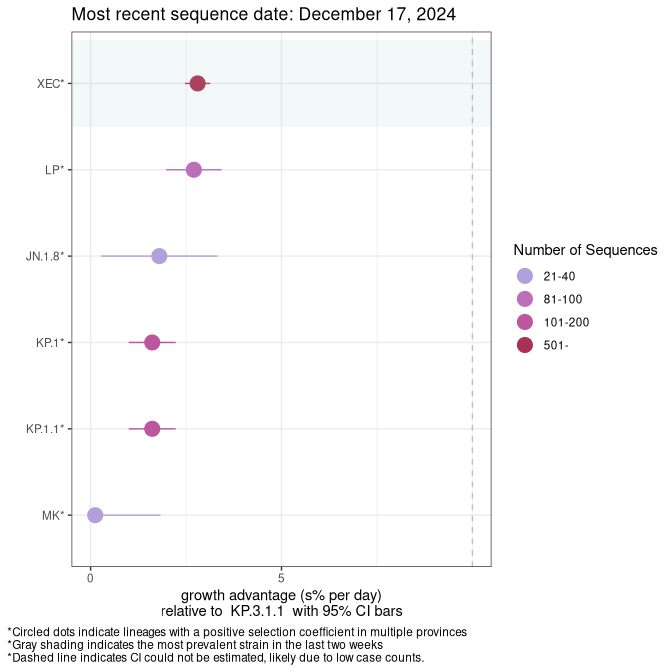 Most recent sequence date: December 17, 2024
XEC*
LP*
JN.1.8*
KP.1*
KP.1.1*
MK*
0
5
growth advantage (s% per day)
relative to  KP.3.1.1  with 95% CI bars
Number of Sequences
21-40
81-100
101-200
501-
*Circled dots indicate lineages with a positive selection coefficient in multiple provinces
*Gray shading indicates the most prevalent strain in the last two weeks
*Dashed line indicates CI could not be estimated, likely due to low case counts.